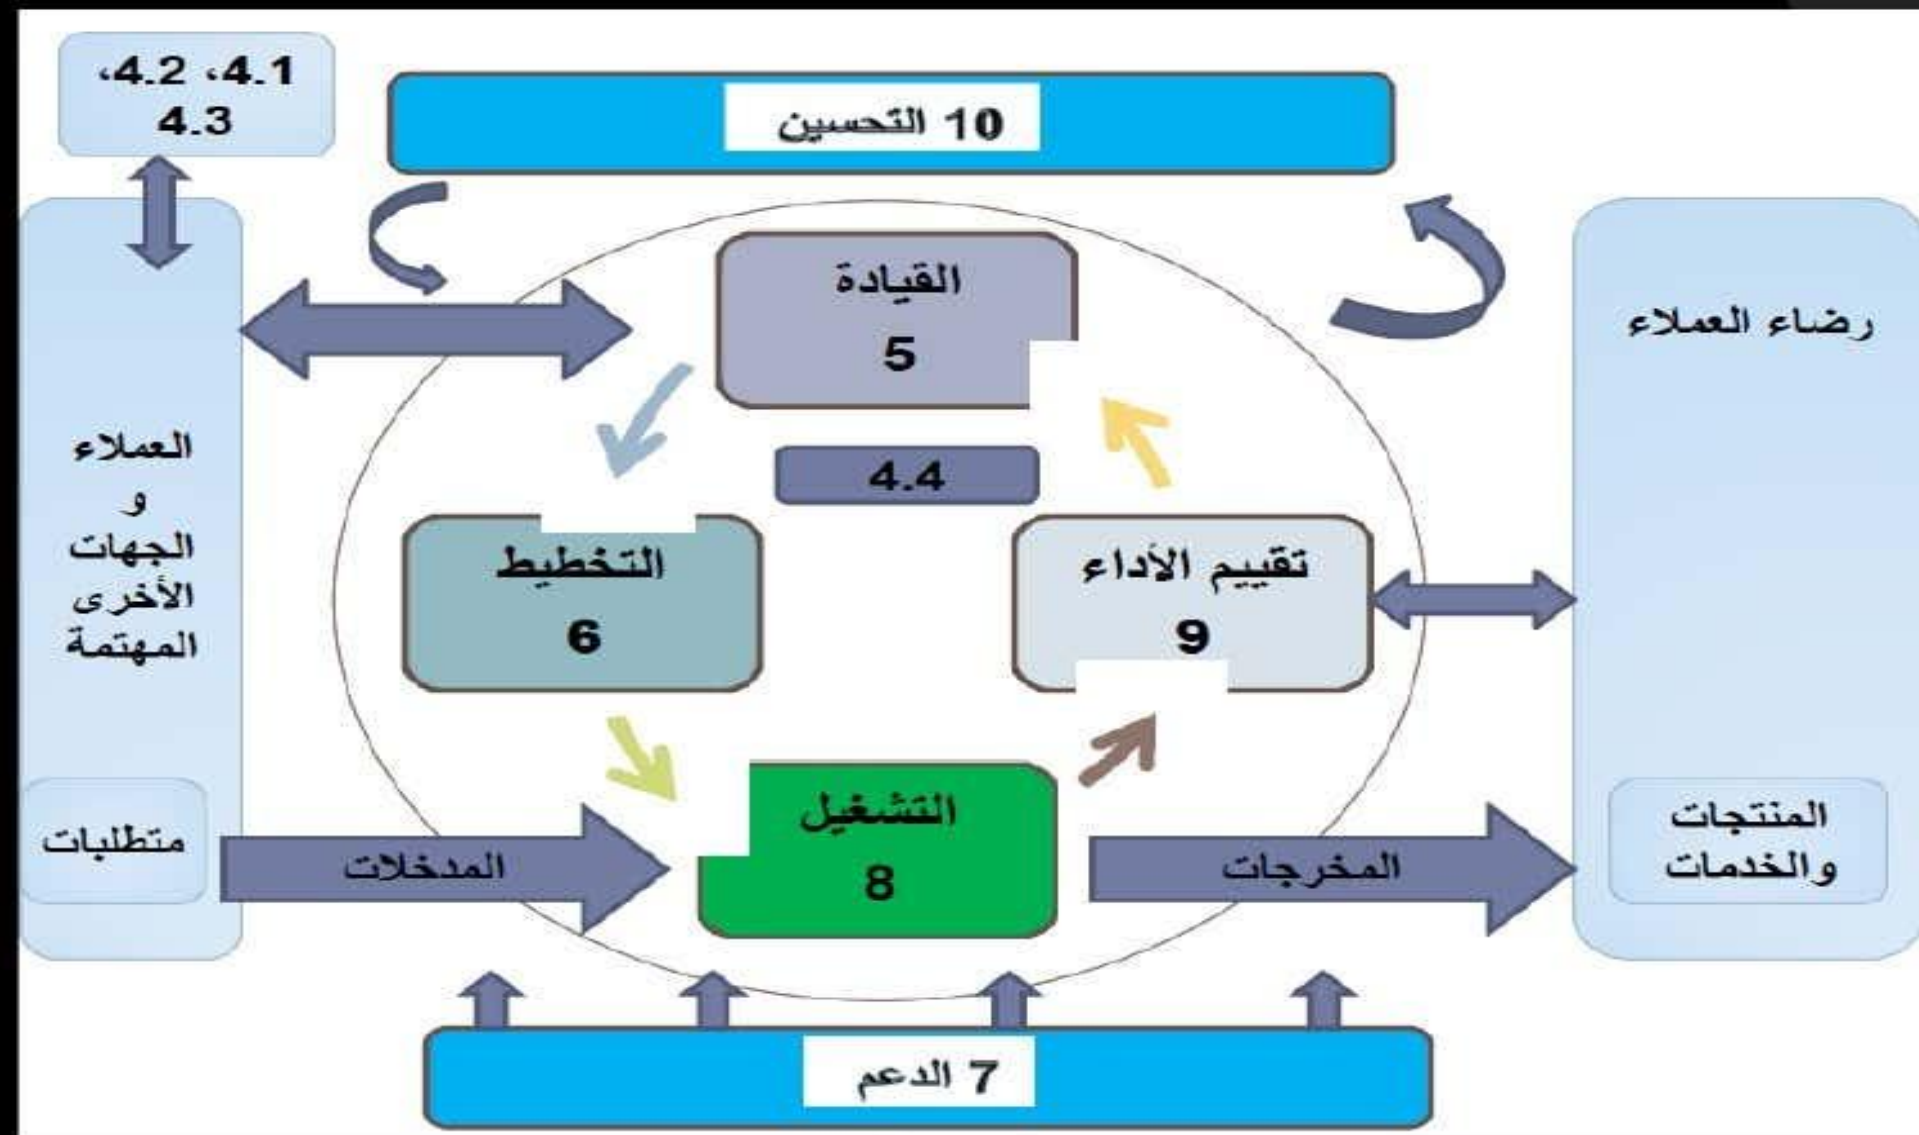 4.1، 4.2،
4.3
10 التحسين
القيادة
5
رضاء العملاء
العملاء
و
الجهات
الأخرى
المهتمة
4.4
التخطيط
6
تقييم الأداء
9
متطلبات
المدخلات
التشغيل
8
المخرجات
المنتجات
والخدمات
7 الدعم